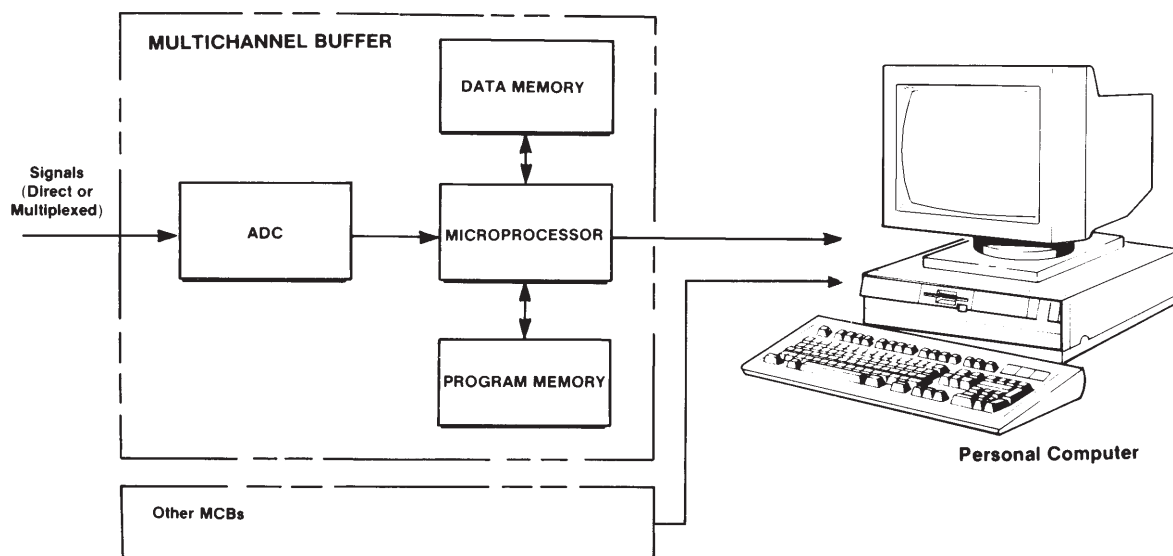 MULTICHANNEL BUFFER
DATA MEMORY
Signals
(Direct or
Multiplexed)
ADC
MICROPROCESSOR
PROGRAM MEMORY
Personal Computer
Other MCBs